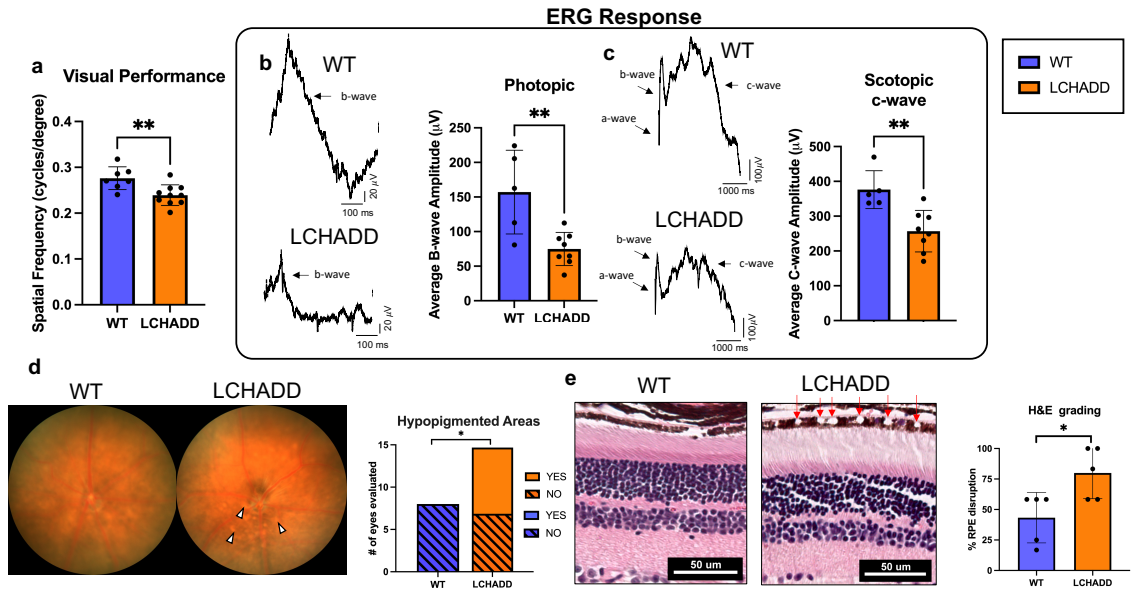 ERG Response
WT
LCHADD
a
Visual Performance
Spatial Frequency (cycles/degree)
0.4
0.3
0.2
0.1
0.0
**
WT
LCHADD
b
WT
b-wave
20 µV
100 ms
LCHADD
b-wave
20 µV
100 ms
Photopic
Average B-wave Amplitude (µV)
250
200
150
100
50
0
**
WT
LCHADD
c
WT
b-wave
a-wave
c-wave
100µV
1000 ms
LCHADD
b-wave
a-wave
c-wave
100µV
1000 ms
Scotopic
c-wave
Average C-wave Amplitude (µV)
500
400
300
200
100
0
**
d
WT
LCHADD
Hypopigmented Areas
# of eyes evaluated
15
10
5
0
*
WT
LCHADD
YES
NO
YES
NO
e
WT
50 um
LCHADD
50 um
H&E grading
% RPE disruption
100
75
50
25
0
*
WT
LCHADD